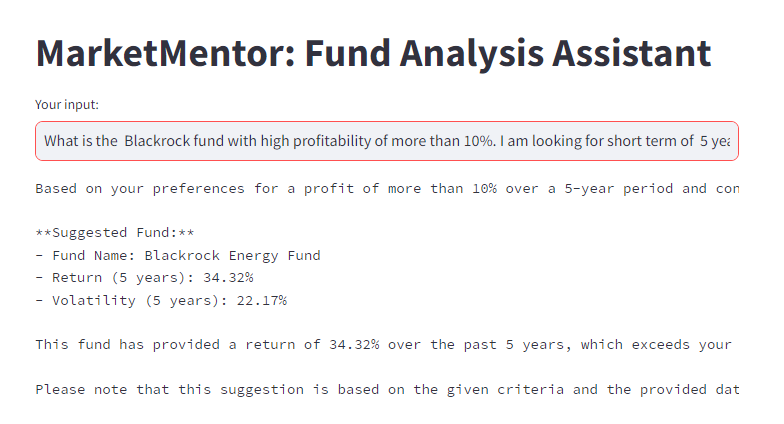 MarketMentor: Fund Analysis Assistant
Your input:
What is the  Blackrock fund with high profitability of more than 10%. I am looking for short term of  5 yea
Based on your preferences for a profit of more than 10% over a 5-year period and con
**Suggested Fund:**
- Fund Name: Blackrock Energy Fund
- Return (5 years): 34.32%
- Volatility (5 years): 22.17%
This fund has provided a return of 34.32% over the past 5 years, which exceeds your
Please note that this suggestion is based on the given criteria and the provided dat